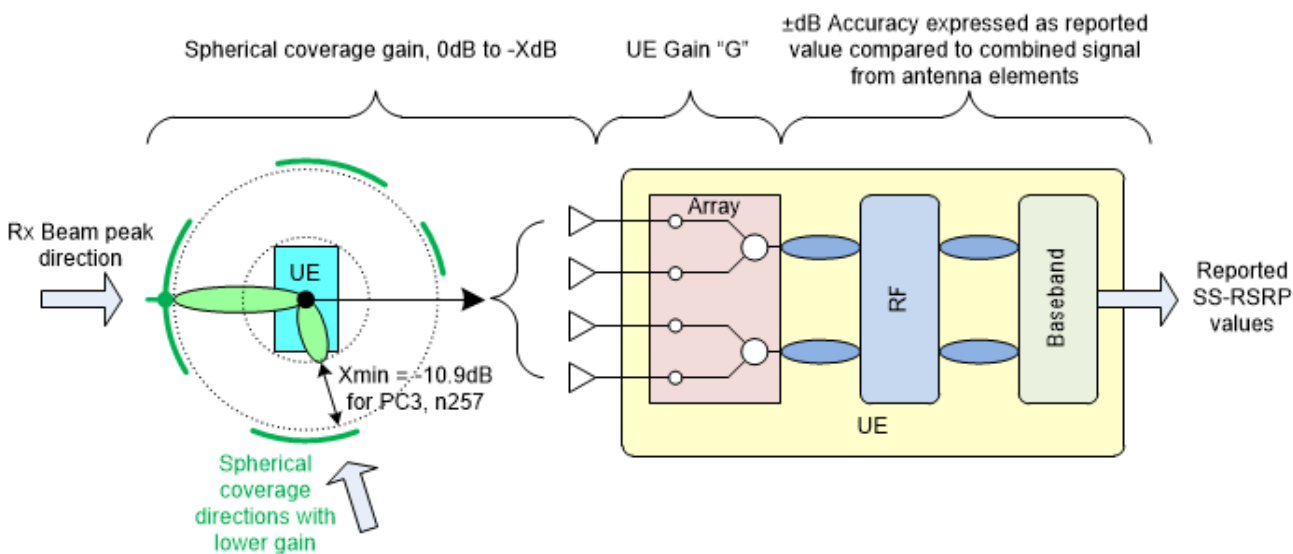 Spherical coverage gain, 0dB to -XdB
UE Gain “G”
±dB Accuracy expressed as reported
value compared to combined signal
from antenna elements
Rx Beam peak
direction
UE
Xmin = -10.9dB
for PC3, n257
Spherical
coverage
directions with
lower gain
Array
RF
Baseband
UE
Reported
SS-RSRP
values